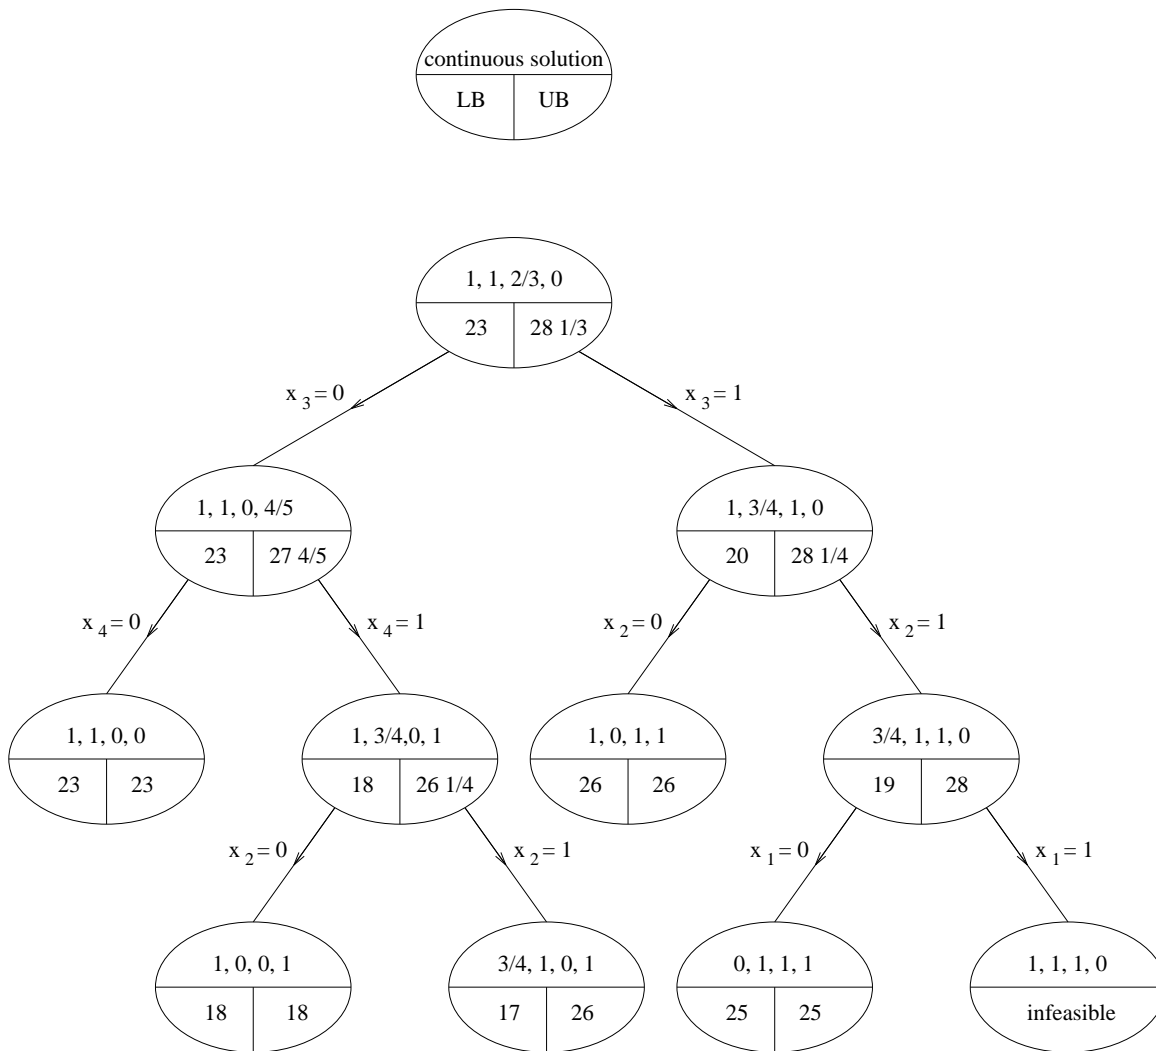 continuous solution
LB UB
1, 1, 2/3, 0
23 28 1/3
x 3 = 0 x 3 = 1
1, 1, 0, 4/5 1, 3/4, 1, 0
23 27 4/5 20 28 1/4
x 4 = 0 x 4 = 1 x 2 = 0 x 2 = 1
1, 1, 0, 0 1, 3/4,0, 1 1, 0, 1, 1 3/4, 1, 1, 0
23 23 18 26 1/4 26 26 19 28
x 2 = 0 x 2 = 1 x 1 = 0 x 1 = 1
1, 0, 0, 1 3/4, 1, 0, 1 0, 1, 1, 1 1, 1, 1, 0
18 18 17 26 25 25 infeasible